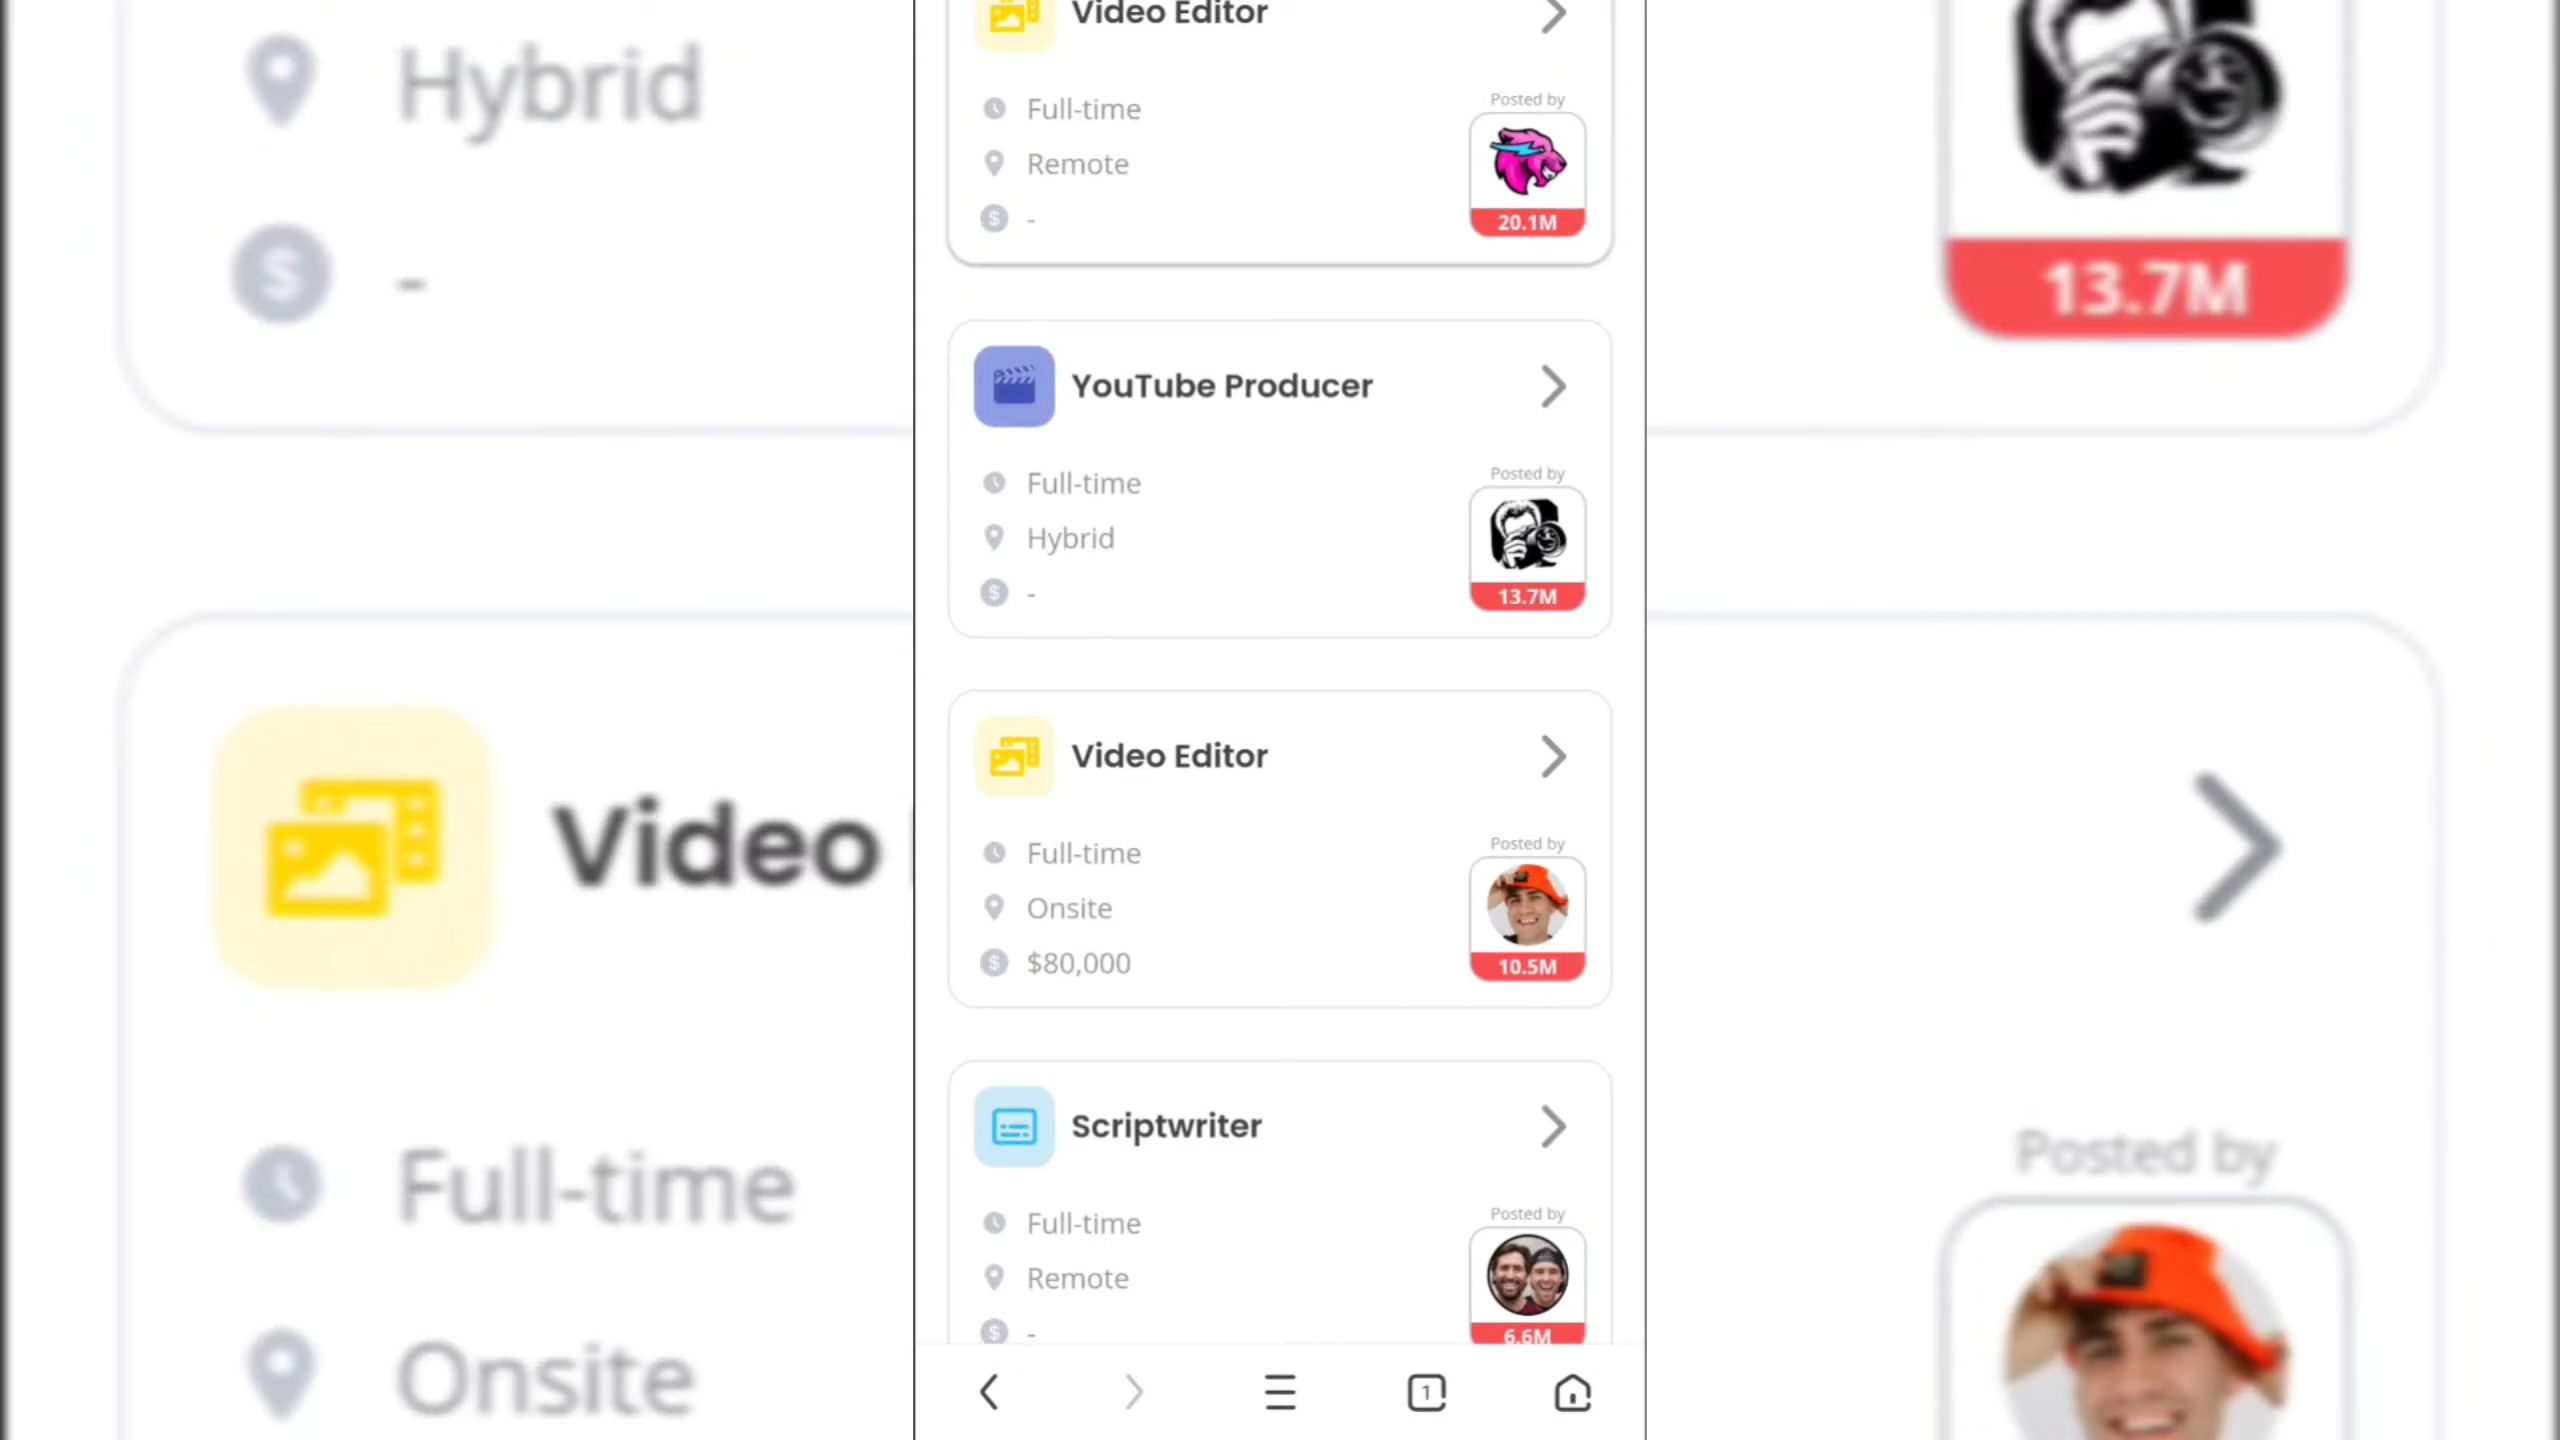 Video Editor
Full-time
Posted by
Remote
-
20.1M
YouTube Producer
Full-time
Posted by
Hybrid
-
13.7M
Video Editor
Full-time
Posted by
Onsite
$80,000
10.5M
Scriptwriter
Full-time
Posted by
Remote
-
6.6M
1
Hybrid
-
13.7M
Video
Full-time
Posted by
Onsite